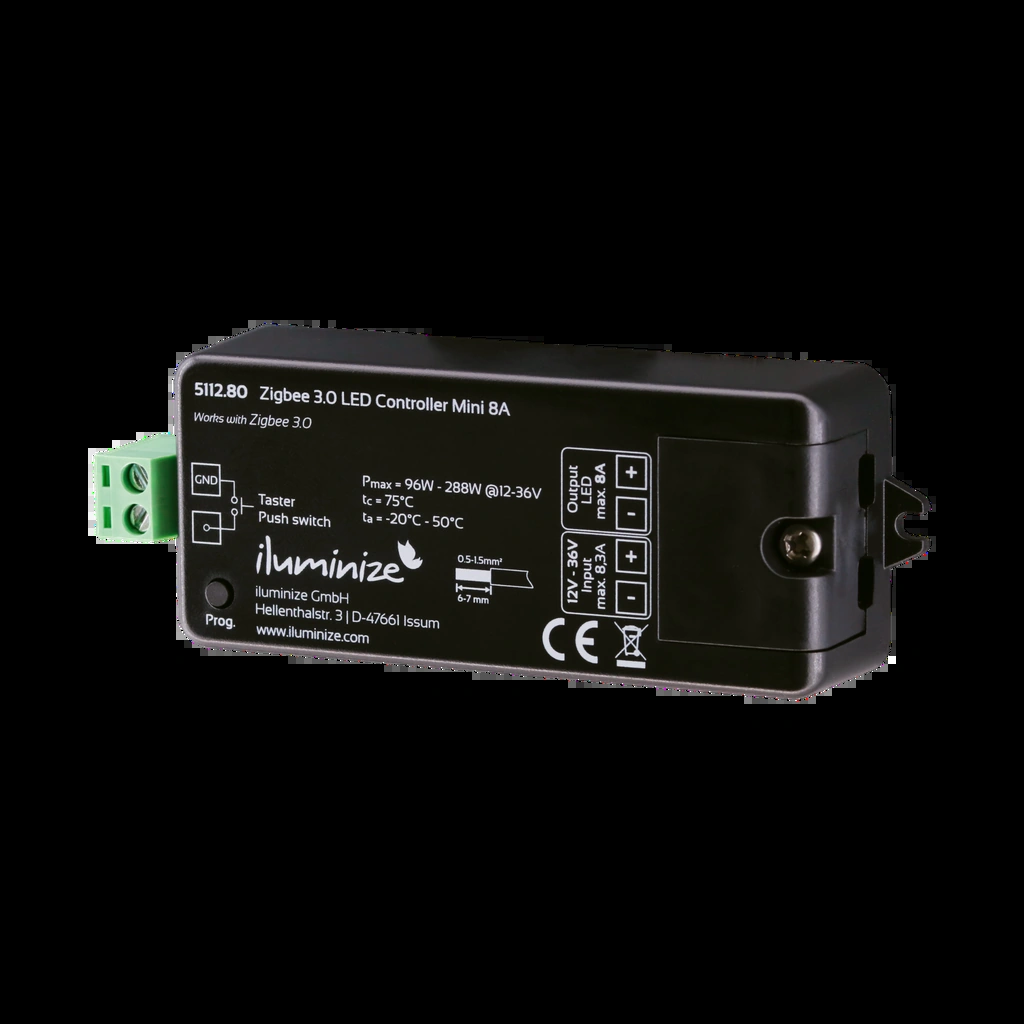 5112.80 Zigbee 3.0 LED Controller Mini 8A
Works with Zigbee 3.0
GND
Taster
Push switch
Pmax = 96W - 288W @12-36V
tc = 75°C
ta = -20°C - 50°C
iluminize
iluminize GmbH
Hellenthalstr. 3 | D-47661 Issum
www.iluminize.com
Prog.
0.5-1.5mm²
6-7 mm
Output
LED
max. 8A
+
-
12V - 36V
Input
max. 8,3A
+
-
CE